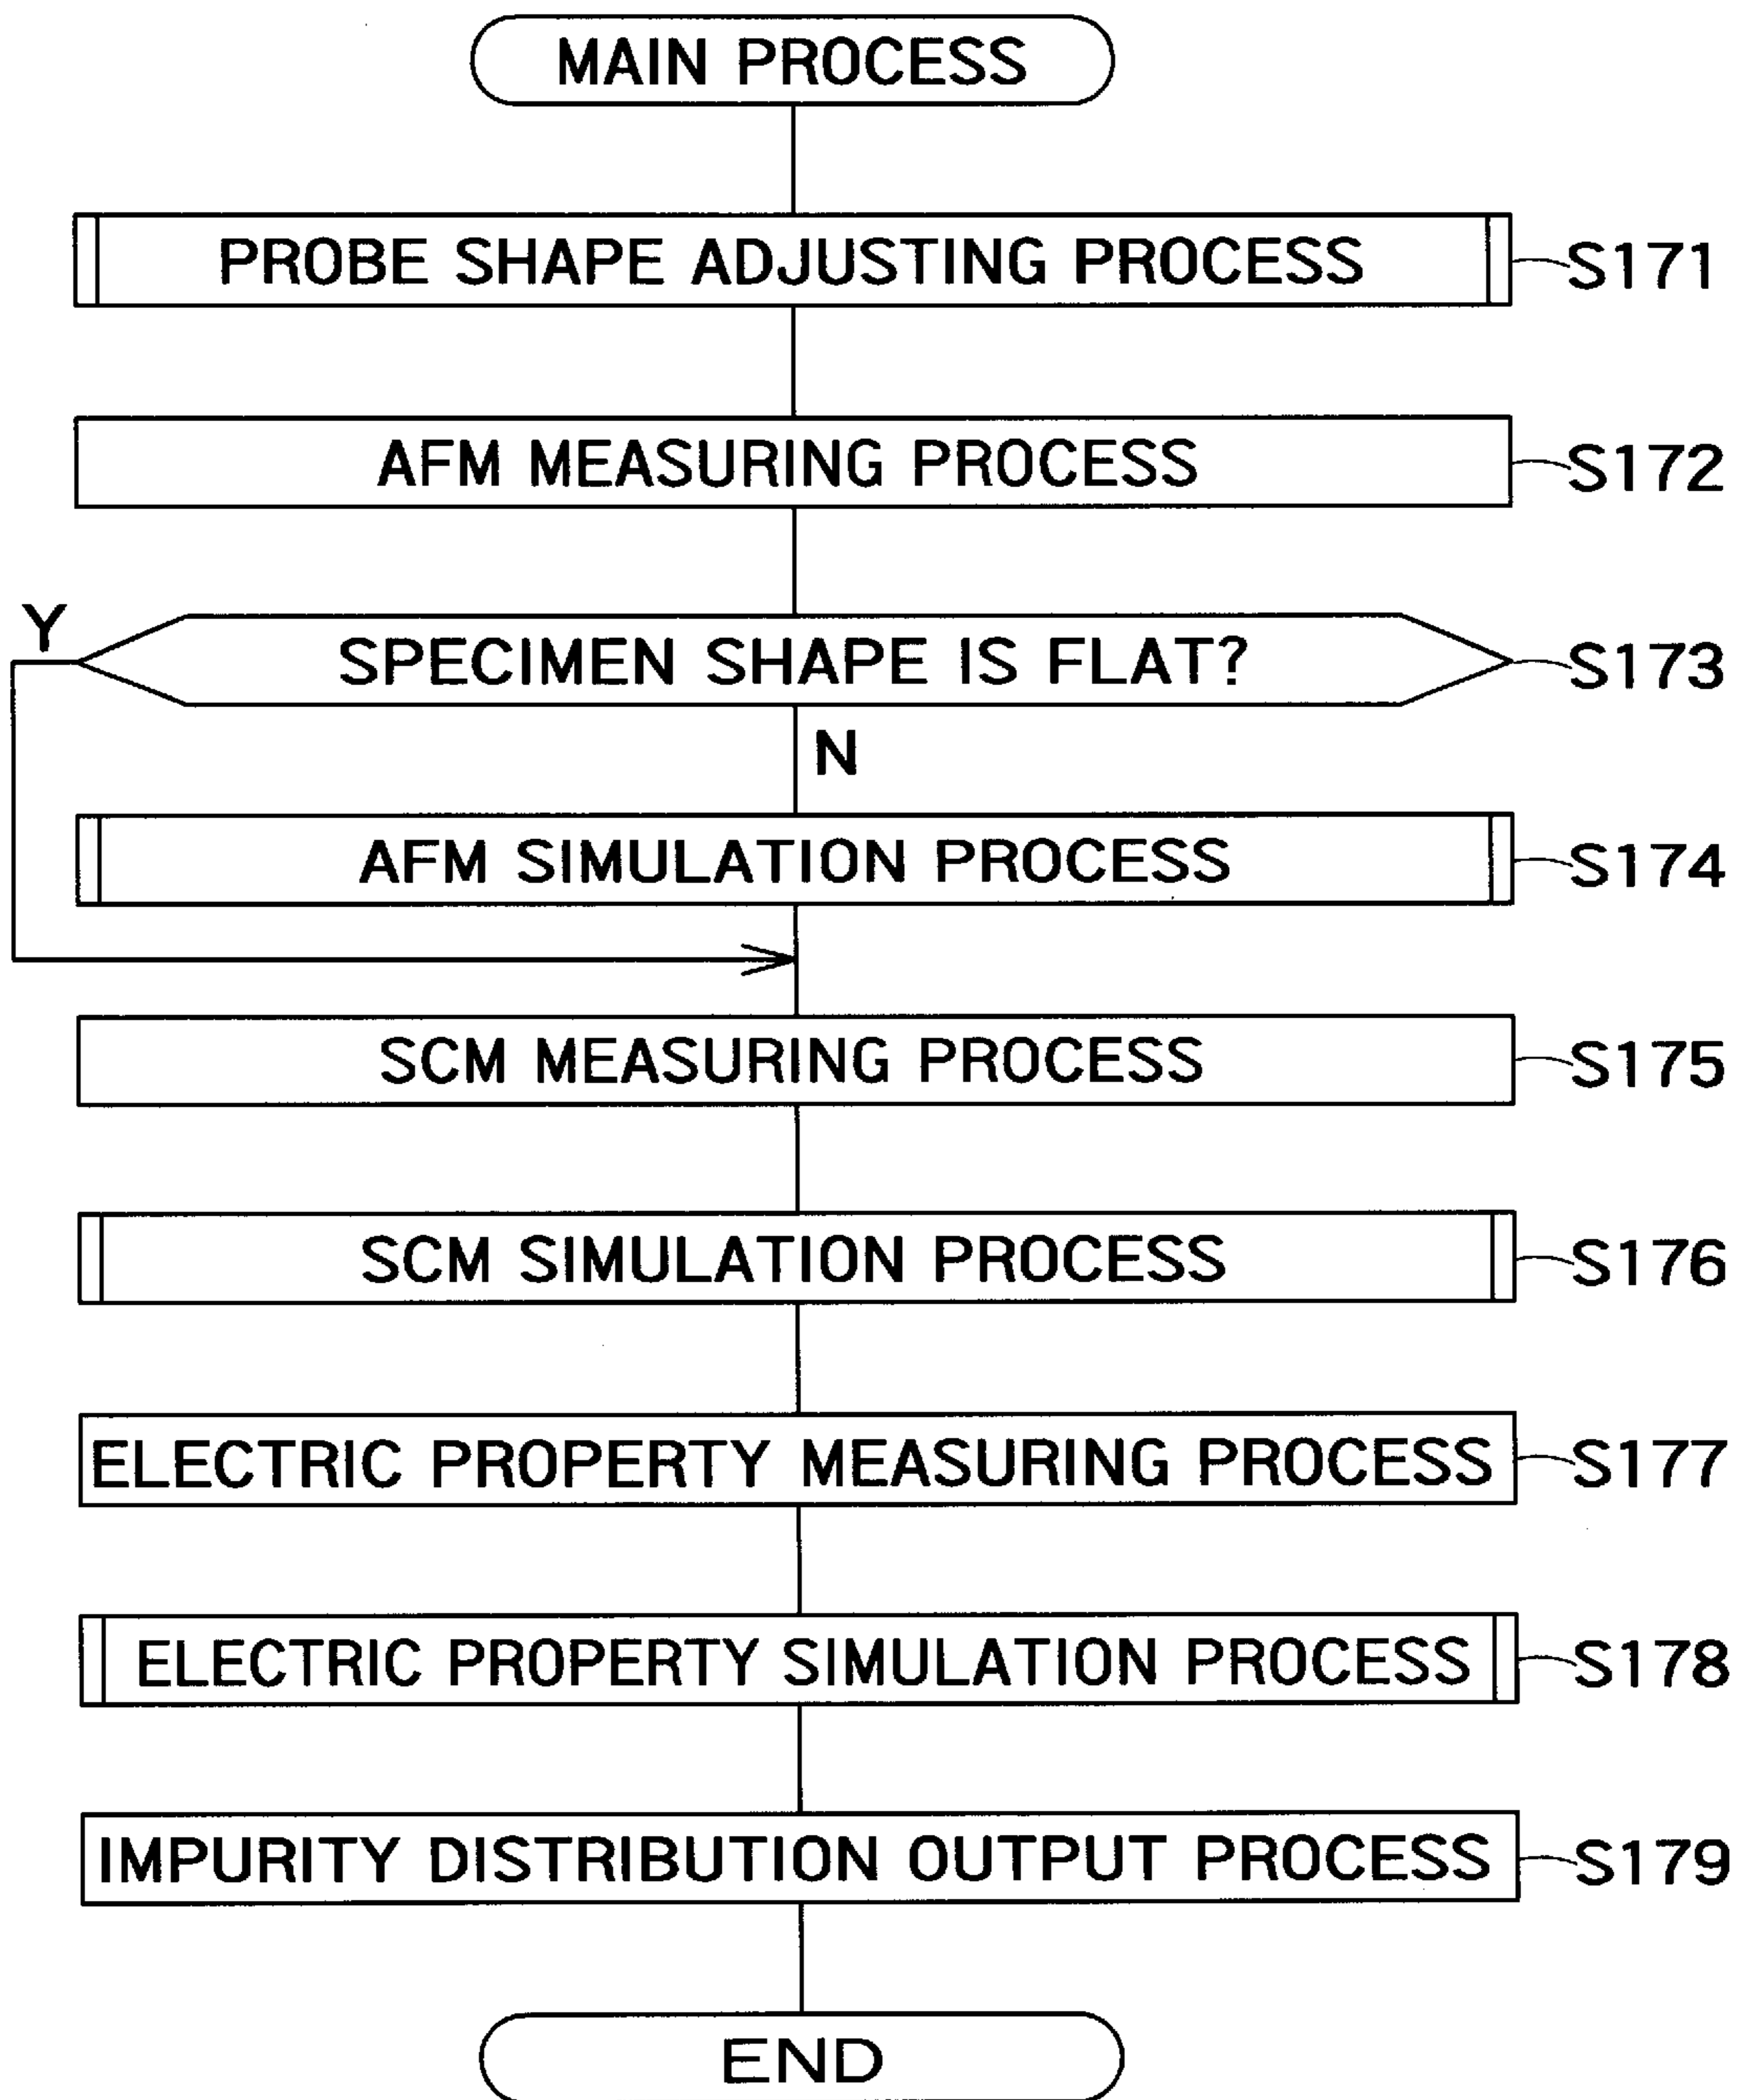 MAIN PROCESS
PROBE SHAPE ADJUSTING PROCESS S171
AFM MEASURING PROCESS S172
Y
SPECIMEN SHAPE IS FLAT? S173
N
AFM SIMULATION PROCESS S174
SCM MEASURING PROCESS S175
SCM SIMULATION PROCESS S176
ELECTRIC PROPERTY MEASURING PROCESS S177
ELECTRIC PROPERTY SIMULATION PROCESS S178
IMPURITY DISTRIBUTION OUTPUT PROCESS S179
END